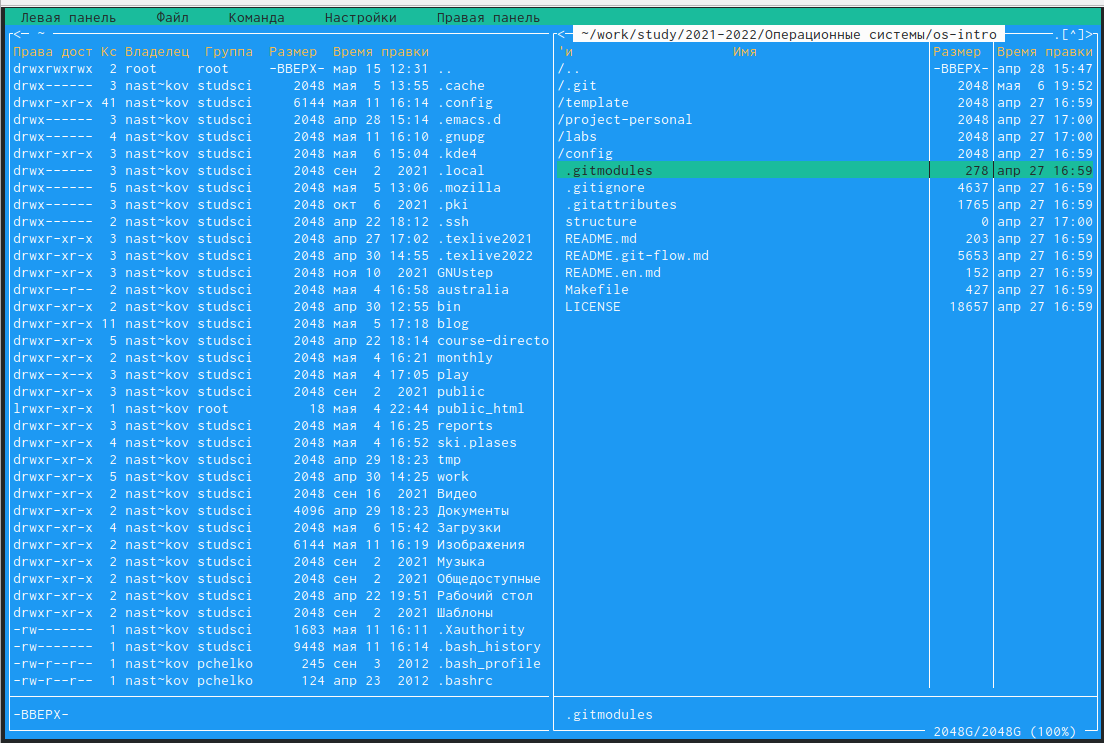 Левая панель Файл Команда Настройки Правая панель
<— ~
Права дост Кс Владелец Группа Размер Время правки
drwxrwxrwx 2 root root -ВВЕРХ- мар 15 12:31 ..
drwx------ 3 nast~kov studsci 2048 мая 5 13:55 .cache
drwxr-xr-x 41 nast~kov studsci 6144 мая 11 16:14 .config
drwx------ 3 nast~kov studsci 2048 апр 28 15:14 .emacs.d
drwx------ 4 nast~kov studsci 2048 мая 11 16:10 .gnupg
drwxr-xr-x 3 nast~kov studsci 2048 мая 6 15:04 .kde4
drwx------ 3 nast~kov studsci 2048 сен 2 2021 .local
drwx------ 5 nast~kov studsci 2048 мая 5 13:06 .mozilla
drwx------ 3 nast~kov studsci 2048 окт 6 2021 .pki
drwx------ 2 nast~kov studsci 2048 апр 22 18:12 .ssh
drwxr-xr-x 3 nast~kov studsci 2048 апр 27 17:02 .texlive2021
drwxr-xr-x 3 nast~kov studsci 2048 апр 30 14:55 .texlive2022
drwxr-xr-x 3 nast~kov studsci 2048 ноя 10 2021 GNUstep
drwxr--r-- 2 nast~kov studsci 2048 мая 4 16:58 australia
drwxr-xr-x 2 nast~kov studsci 2048 апр 30 12:55 bin
drwxr-xr-x 11 nast~kov studsci 2048 мая 5 17:18 blog
drwxr-xr-x 5 nast~kov studsci 2048 апр 22 18:14 course-directo
drwxr-xr-x 2 nast~kov studsci 2048 мая 4 16:21 monthly
drwx--x--x 3 nast~kov studsci 2048 мая 4 17:05 play
drwxr-xr-x 3 nast~kov studsci 2048 сен 2 2021 public
lrwxr-xr-x 1 nast~kov root 18 мая 4 22:44 public_html
drwxr-xr-x 3 nast~kov studsci 2048 мая 4 16:25 reports
drwxr-xr-x 4 nast~kov studsci 2048 мая 4 16:52 ski.plases
drwxr-xr-x 2 nast~kov studsci 2048 апр 29 18:23 tmp
drwxr-xr-x 5 nast~kov studsci 2048 апр 30 14:25 work
drwxr-xr-x 2 nast~kov studsci 2048 сен 16 2021 Видео
drwxr-xr-x 2 nast~kov studsci 4096 апр 29 18:23 Документы
drwxr-xr-x 4 nast~kov studsci 2048 мая 6 15:42 Загрузки
drwxr-xr-x 2 nast~kov studsci 6144 мая 11 16:19 Изображения
drwxr-xr-x 2 nast~kov studsci 2048 сен 2 2021 Музыка
drwxr-xr-x 2 nast~kov studsci 2048 сен 2 2021 Общедоступные
drwxr-xr-x 2 nast~kov studsci 2048 апр 22 19:51 Рабочий стол
drwxr-xr-x 2 nast~kov studsci 2048 сен 2 2021 Шаблоны
-rw------- 1 nast~kov studsci 1683 мая 11 16:11 .Xauthority
-rw------- 1 nast~kov studsci 9448 мая 11 16:14 .bash_history
-rw-r--r-- 1 nast~kov pchelko 245 сен 3 2012 .bash_profile
-rw-r--r-- 1 nast~kov pchelko 124 апр 23 2012 .bashrc
-ВВЕРХ-
<— ~/work/study/2021-2022/Операционные системы/os-intro .[^]>
'и Имя Размер Время правки
/.. -ВВЕРХ- апр 28 15:47
/.git 2048 мая 6 19:52
/template 2048 апр 27 16:59
/project-personal 2048 апр 27 17:00
/labs 2048 апр 27 17:00
/config 2048 апр 27 16:59
.gitmodules 278 апр 27 16:59
.gitignore 4637 апр 27 16:59
.gitattributes 1765 апр 27 16:59
structure 0 апр 27 17:00
README.md 203 апр 27 16:59
README.git-flow.md 5653 апр 27 16:59
README.en.md 152 апр 27 16:59
Makefile 427 апр 27 16:59
LICENSE 18657 апр 27 16:59
.gitmodules
2048G/2048G (100%)